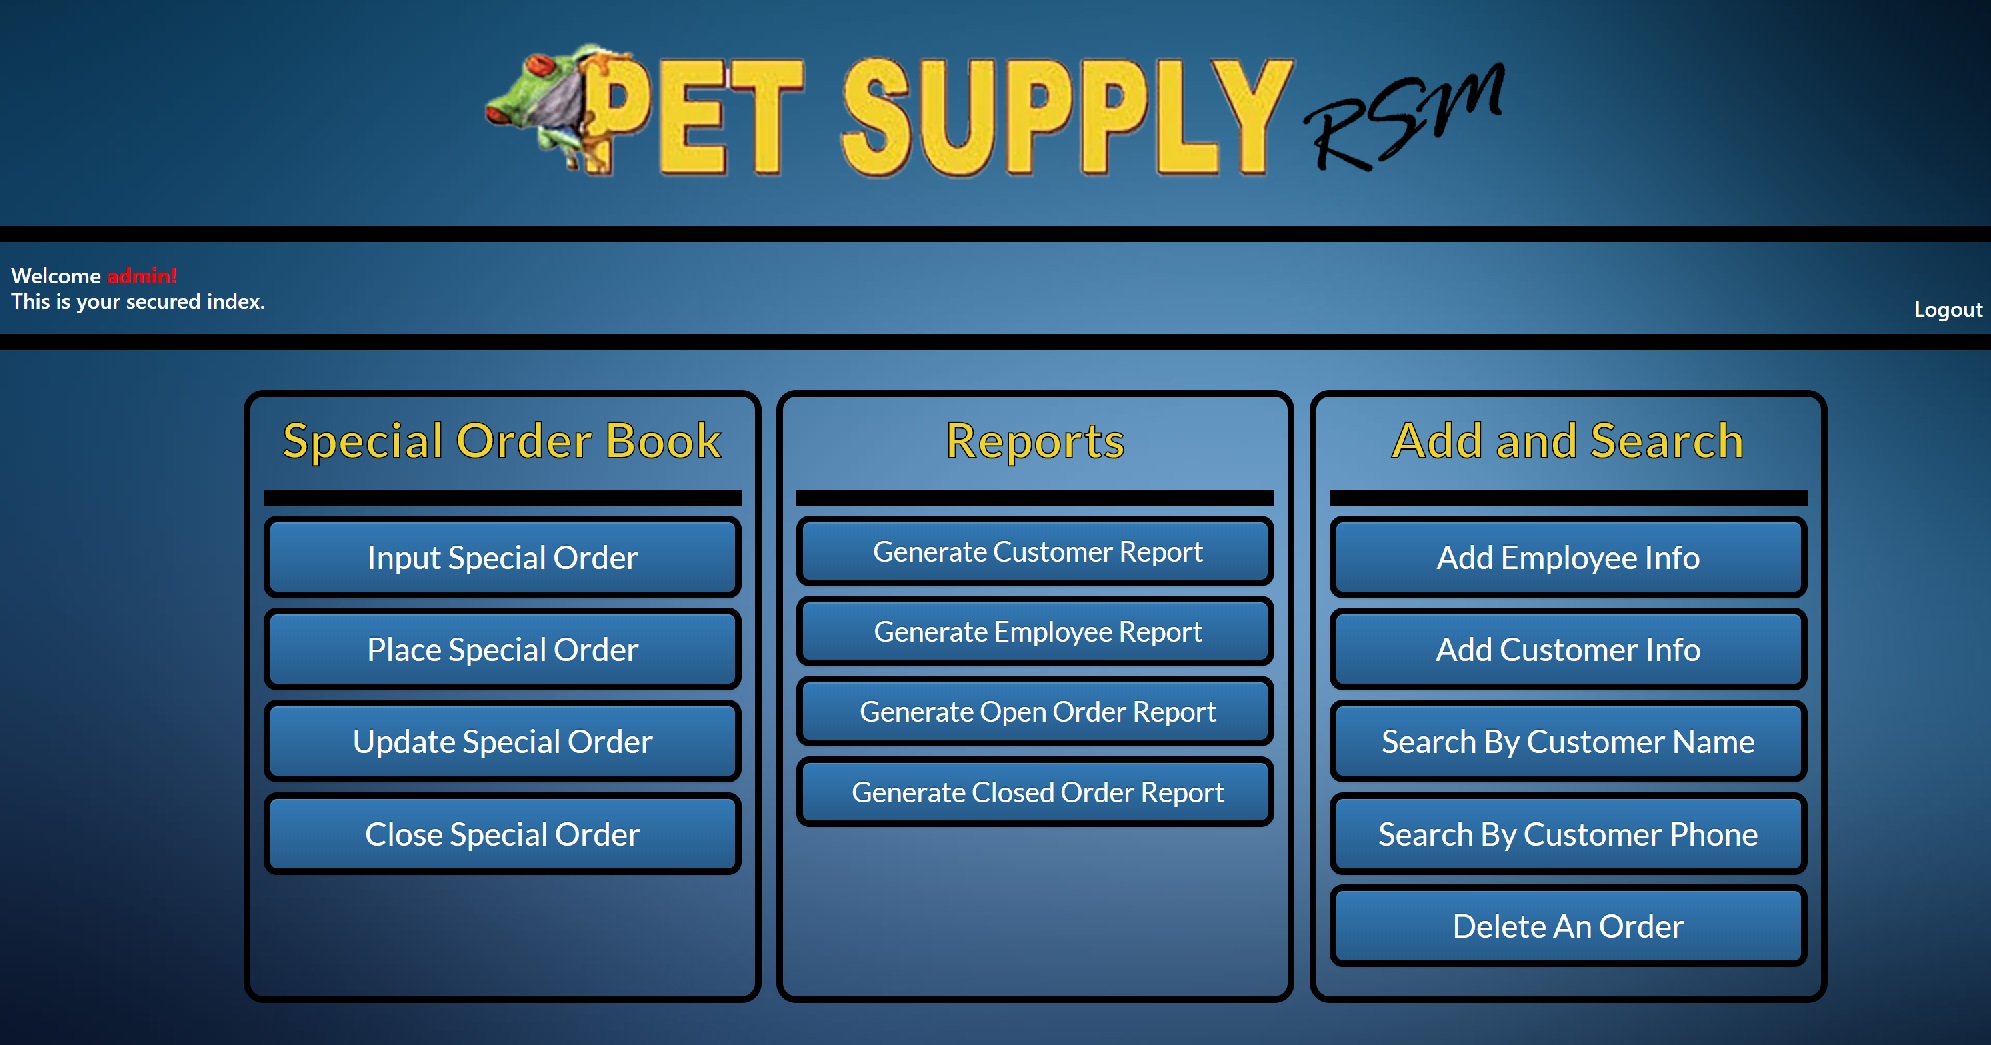 PET SUPPLY RSM
Welcome admin!
This is your secured index.
Logout
Special Order Book
Input Special Order
Place Special Order
Update Special Order
Close Special Order
Reports
Generate Customer Report
Generate Employee Report
Generate Open Order Report
Generate Closed Order Report
Add and Search
Add Employee Info
Add Customer Info
Search By Customer Name
Search By Customer Phone
Delete An Order